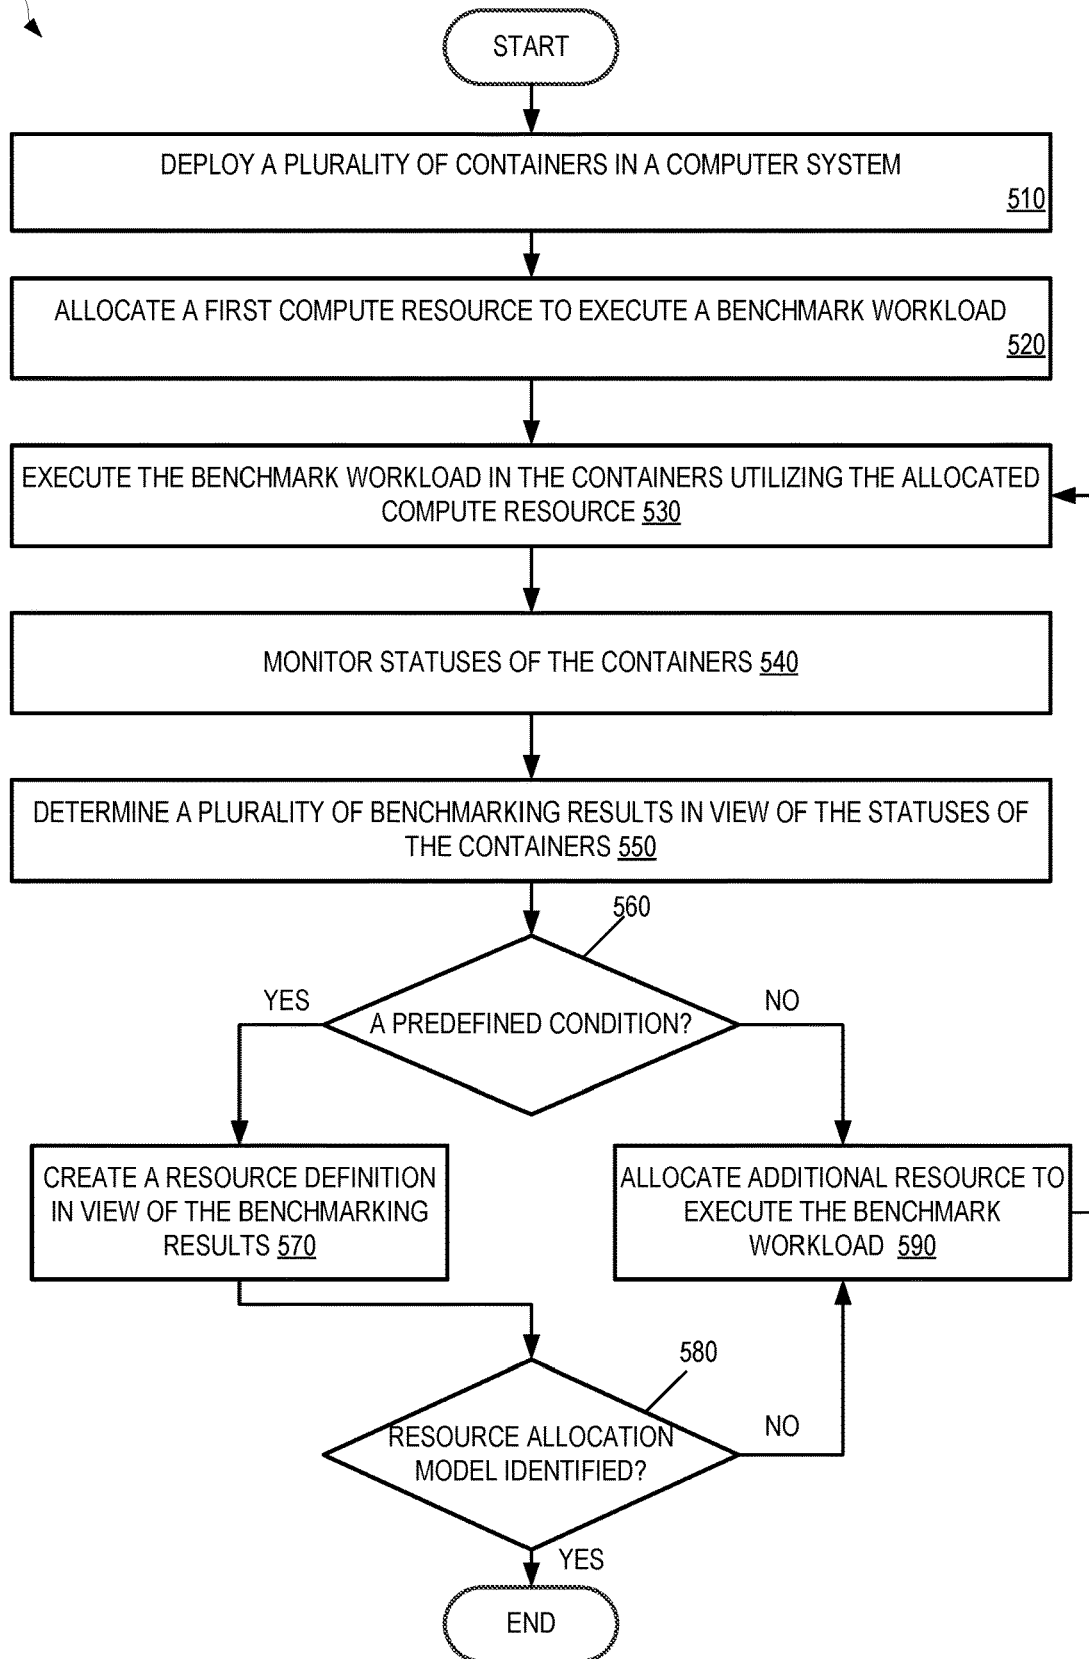 START
DEPLOY A PLURALITY OF CONTAINERS IN A COMPUTER SYSTEM
510
ALLOCATE A FIRST COMPUTE RESOURCE TO EXECUTE A BENCHMARK WORKLOAD
520
EXECUTE THE BENCHMARK WORKLOAD IN THE CONTAINERS UTILIZING THE ALLOCATED
COMPUTE RESOURCE 530
MONITOR STATUSES OF THE CONTAINERS 540
DETERMINE A PLURALITY OF BENCHMARKING RESULTS IN VIEW OF THE STATUSES OF
THE CONTAINERS 550
560
YES
NO
A PREDEFINED CONDITION?
CREATE A RESOURCE DEFINITION
IN VIEW OF THE BENCHMARKING
RESULTS 570
ALLOCATE ADDITIONAL RESOURCE TO
EXECUTE THE BENCHMARK
WORKLOAD 590
580
NO
RESOURCE ALLOCATION
MODEL IDENTIFIED?
YES
END